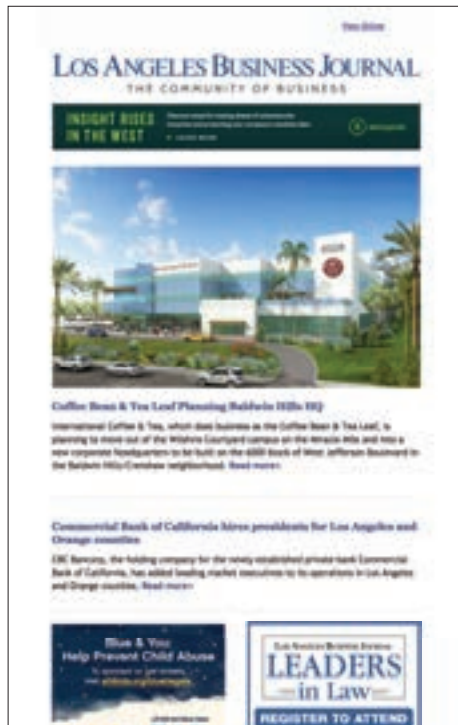 View Online
LOS ANGELES BUSINESS JOURNAL
THE COMMUNITY OF BUSINESS
INSIGHT RISES
IN THE WEST
Coffee Bean & Tea Leaf Planning Baldwin Hills HQ
International Coffee & Tea, which does business as the Coffee Bean & Tea Leaf, is
planning to move out of the Wilshire Courtyard campus on the Miracle Mile and into a
new corporate headquarters to be built on the 6000 block of West Jefferson Boulevard in
the Baldwin Hills/Crenshaw neighborhood. Read more>
Commercial Bank of California hires presidents for Los Angeles and
Orange counties
CBC Bancorp, the holding company for the newly established private bank Commercial
Bank of California, has added leading market executives to its operations in Los Angeles
and Orange counties. Read more>
Blue & You
Help Prevent Child Abuse
LOS ANGELES BUSINESS JOURNAL
LEADERS
in Law
REGISTER TO ATTEND